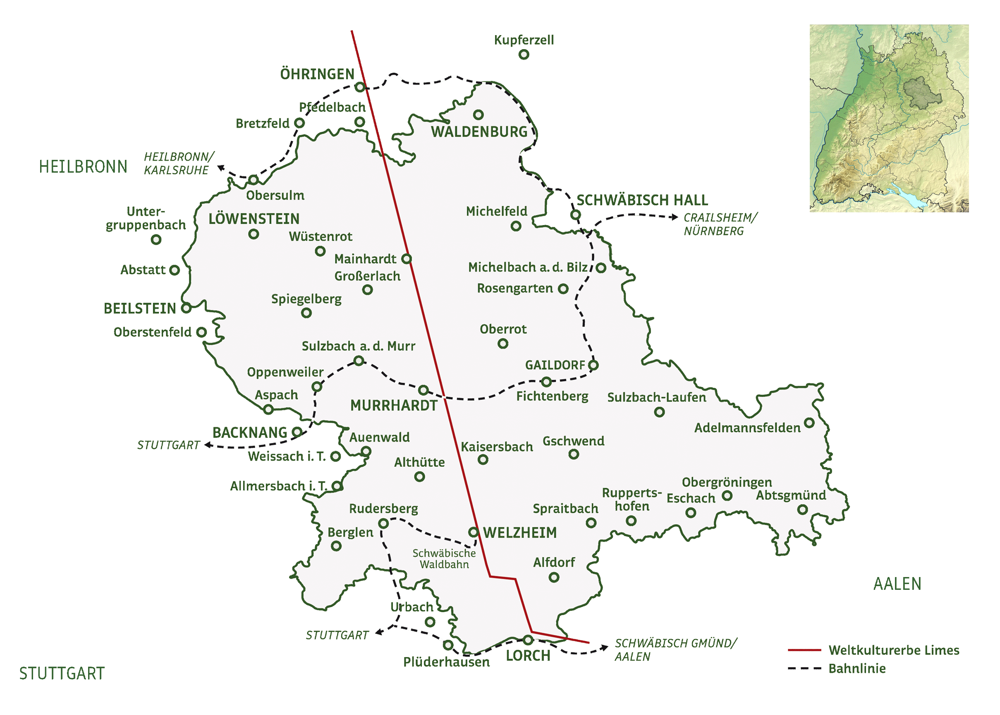 Kupferzell
ÖHRINGEN
Pfedelbach
Bretzfeld
WALDENBURG
HEILBRONN
HEILBRONN/
KARLSRUHE
Obersulm
SCHWÄBISCH HALL
Unter-
gruppenbach
LÖWENSTEIN
Michelfeld
CRAILSHEIM/
NÜRNBERG
Wüstenrot
Mainhardt
Abstatt
Michelbach a. d. Bilz
Großerlach
Rosengarten
Spiegelberg
BEILSTEIN
Oberstenfeld
Oberrot
Sulzbach a. d. Murr
GAILDORF
Oppenweiler
Aspach
Fichtenberg
Sulzbach-Laufen
MURRHARDT
Adelmannsfelden
BACKNANG
Auenwald
STUTTGART
Kaisersbach
Gschwend
Weissach i. T.
Althütte
Allmersbach i. T.
Obergröningen
Rupperts-
hofen
Eschach
Abtsgmünd
Rudersberg
Spraitbach
Berglen
WELZHEIM
Schwäbische
Waldbahn
Alfdorf
AALEN
Urbach
STUTTGART
SCHWÄBISCH GMÜND/
AALEN
Plüderhausen
LORCH
STUTTGART
Weltkulturerbe Limes
Bahnlinie